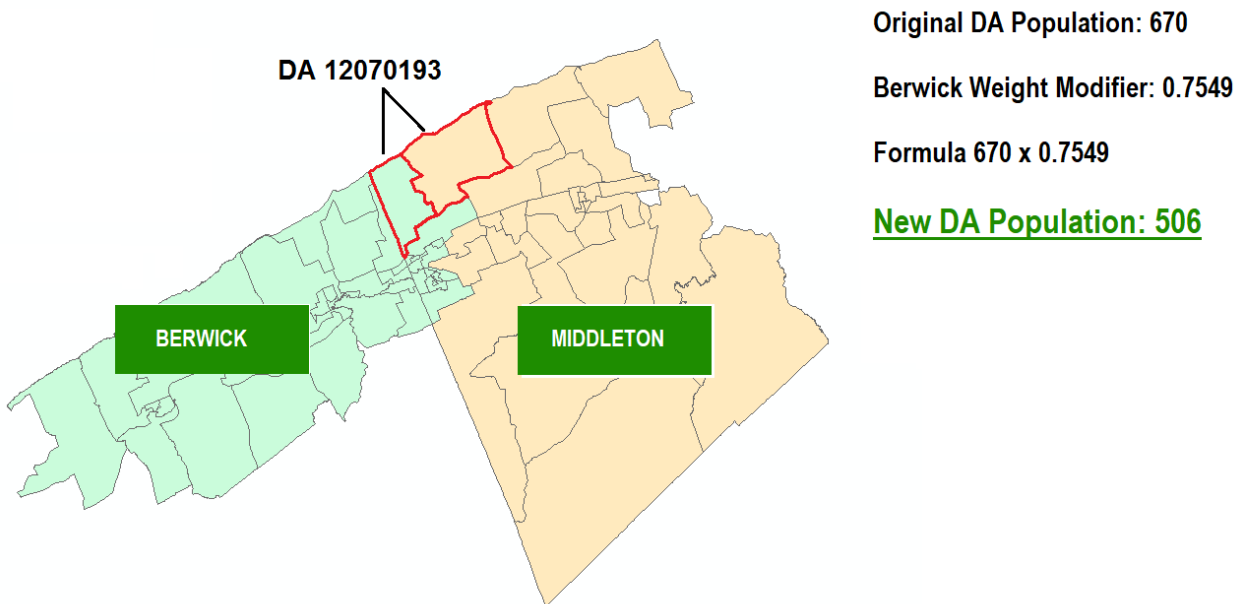 Original DA Population: 670
DA 12070193
Berwick Weight Modifier: 0.7549
Formula 670 x 0.7549
New DA Population: 506
BERWICK
MIDDLETON